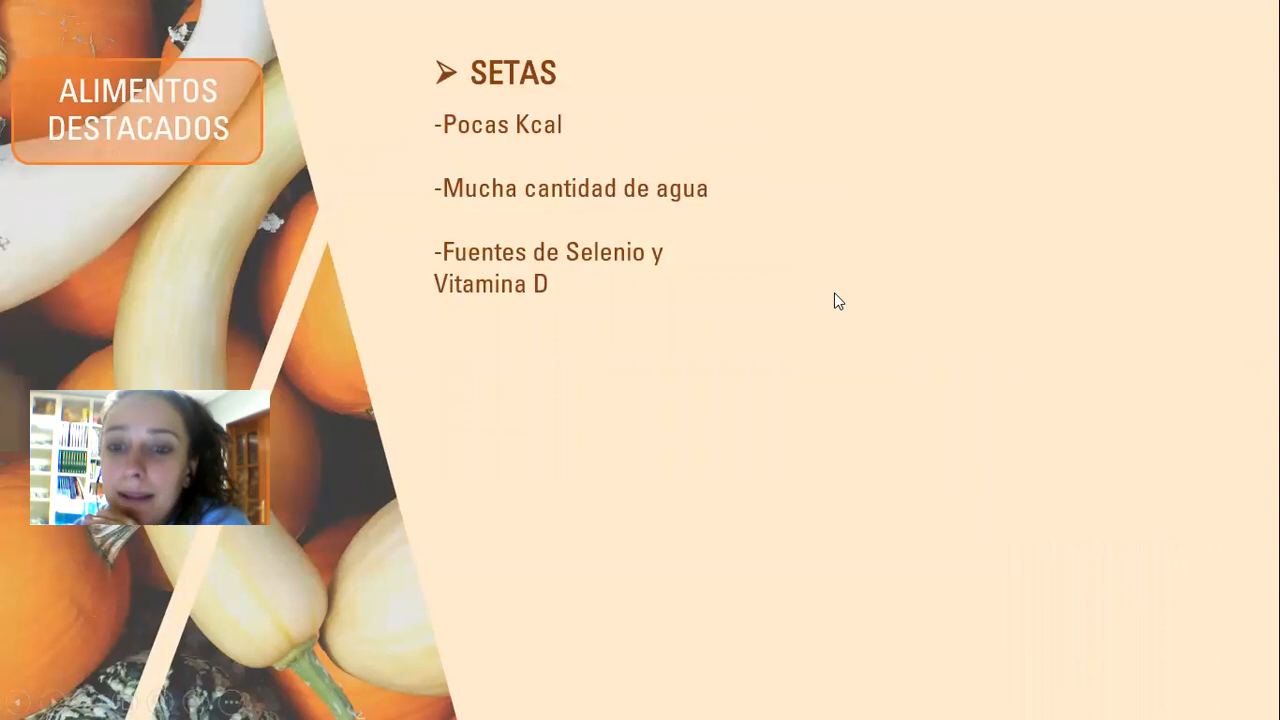 ALIMENTOS
DESTACADOS
➢ SETAS
-Pocas Kcal
-Mucha cantidad de agua
-Fuentes de Selenio y
Vitamina D